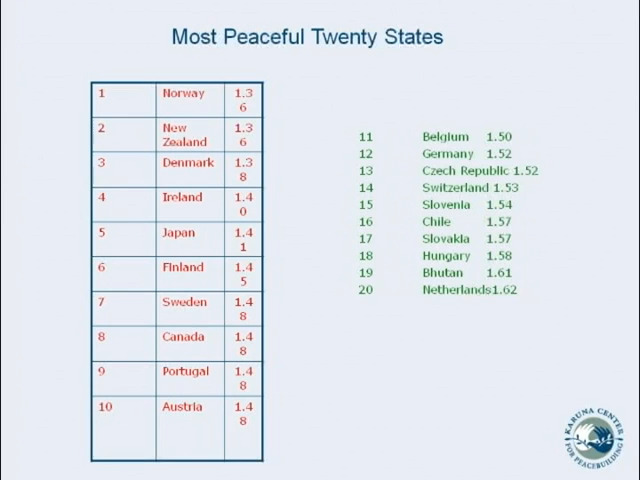 Most Peaceful Twenty States
1 Norway 1.3
6
2 New 1.3
Zealand 6
3 Denmark 1.3
8
4 Ireland 1.4
0
5 Japan 1.4
1
6 Finland 1.4
5
7 Sweden 1.4
8
8 Canada 1.4
8
9 Portugal 1.4
8
10 Austria 1.4
8
11 Belgium 1.50
12 Germany 1.52
13 Czech Republic 1.52
14 Switzerland 1.53
15 Slovenia 1.54
16 Chile 1.57
17 Slovakia 1.57
18 Hungary 1.58
19 Bhutan 1.61
20 Netherlands1.62
KARUNA CENTER
FOR PEACEBUILDING